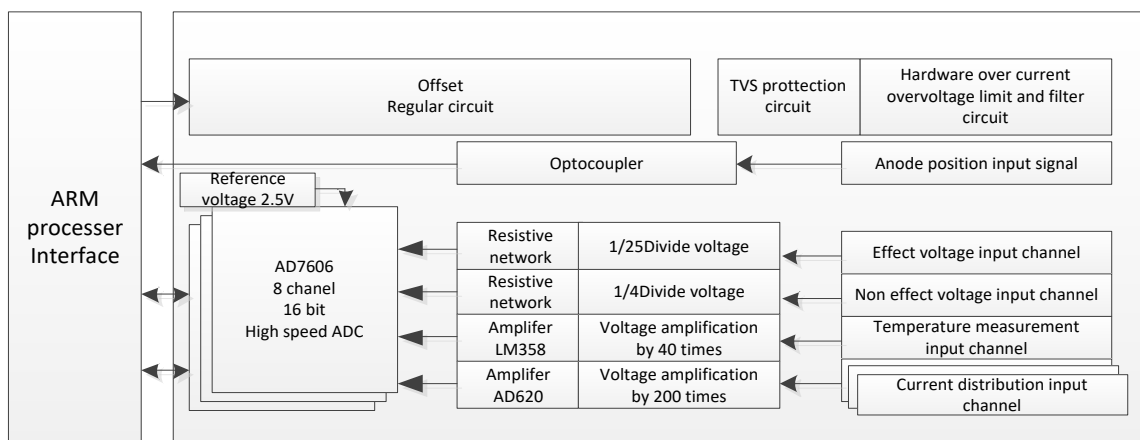 ARM
processer
Interface
Offset
Regular circuit
TVS prottection
circuit
Hardware over current
overvoltage limit and filter
circuit
Optocoupler
Anode position input signal
Reference
voltage 2.5V
AD7606
8 chanel
16 bit
High speed ADC
Resistive
network
1/25Divide voltage
Effect voltage input channel
Resistive
network
1/4Divide voltage
Non effect voltage input channel
Amplifer
LM358
Voltage amplification
by 40 times
Temperature measurement
input channel
Amplifer
AD620
Voltage amplification
by 200 times
Current distribution input
channel